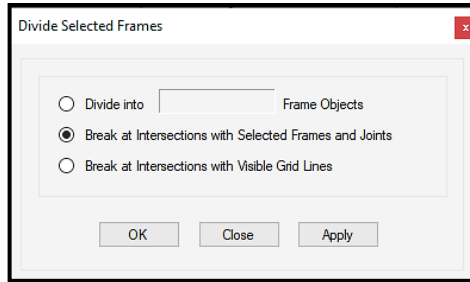 Divide Selected Frames
x
Divide into Frame Objects
Break at Intersections with Selected Frames and Joints
Break at Intersections with Visible Grid Lines
OK Close Apply